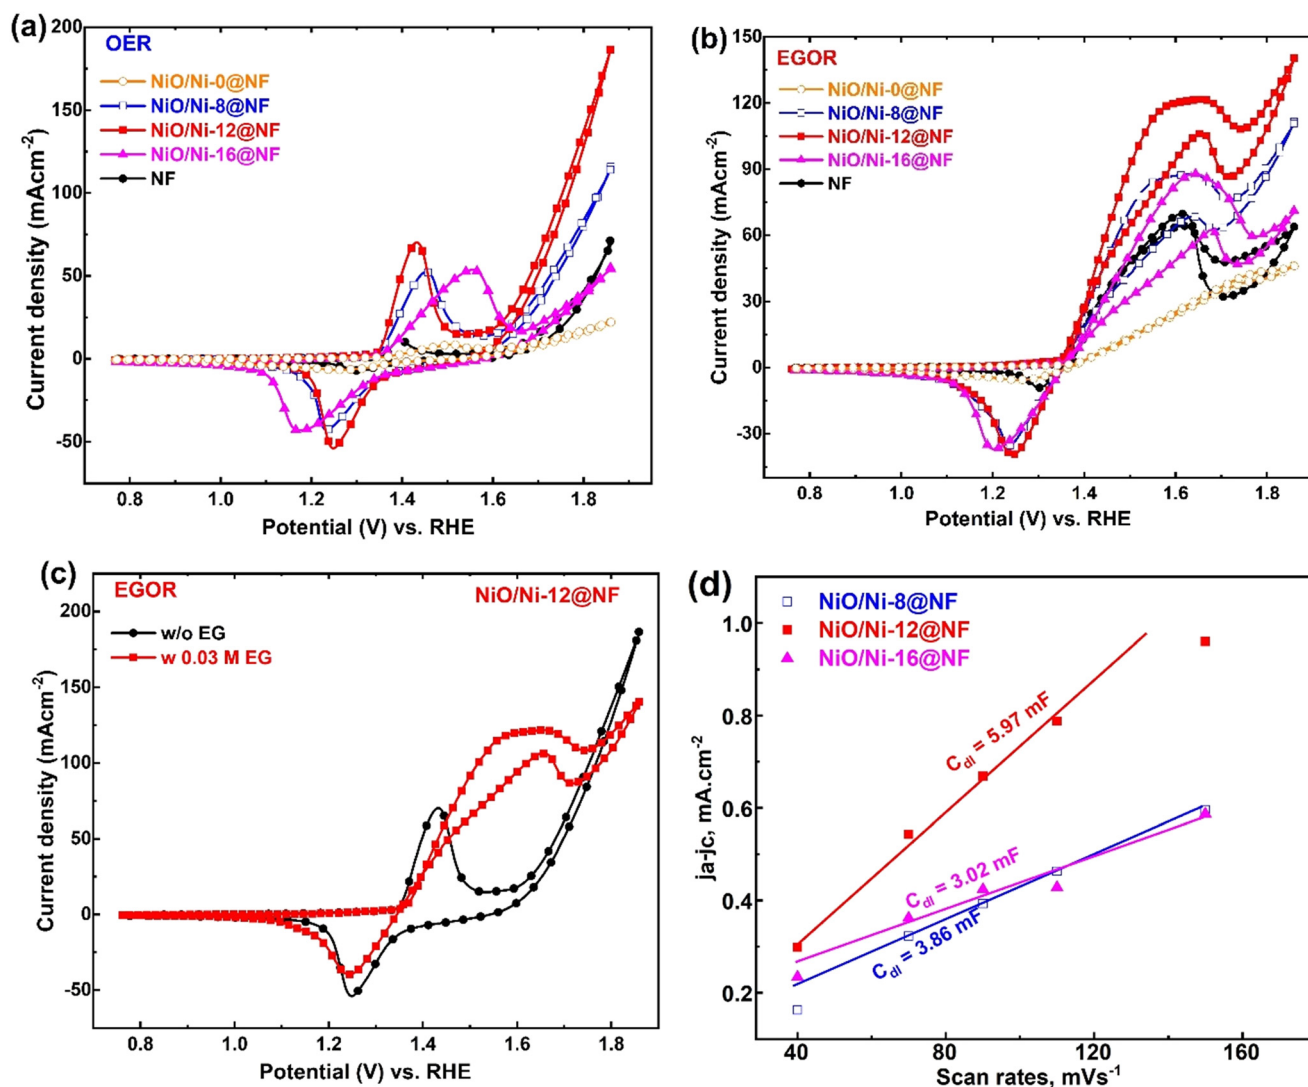 (a)
OER
NiO/Ni-0@NF
NiO/Ni-8@NF
NiO/Ni-12@NF
NiO/Ni-16@NF
NF
200
150
100
50
0
-50
Current density (mAcm-2)
0.8 1.0 1.2 1.4 1.6 1.8
Potential (V) vs. RHE
(b)
EGOR
NiO/Ni-0@NF
NiO/Ni-8@NF
NiO/Ni-12@NF
NiO/Ni-16@NF
NF
150
120
90
60
30
0
-30
Current density (mAcm-2)
0.8 1.0 1.2 1.4 1.6 1.8
Potential (V) vs. RHE
(c)
EGOR
NiO/Ni-12@NF
w/o EG
w 0.03 M EG
200
150
100
50
0
-50
Current density (mAcm-2)
0.8 1.0 1.2 1.4 1.6 1.8
Potential (V) vs. RHE
(d)
NiO/Ni-8@NF
NiO/Ni-12@NF
NiO/Ni-16@NF
1.0
0.8
0.6
0.4
0.2
ja-jc, mA.cm-2
Cdl = 5.97 mF
Cdl = 3.02 mF
Cdl = 3.86 mF
40 80 120 160
Scan rates, mVs-1